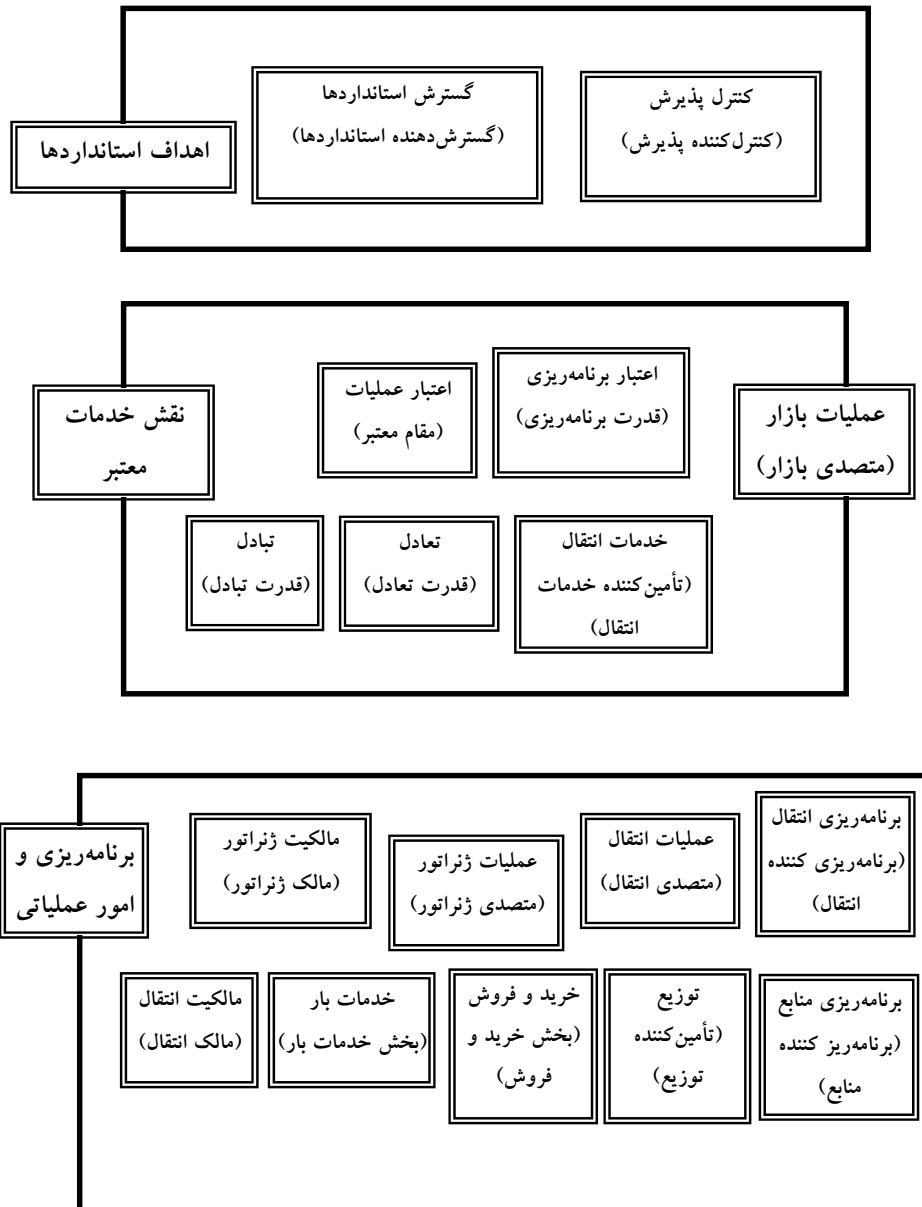 کنترل پذیرش
(کنترل‌کننده پذیرش)
گسترش استانداردها
(گسترش‌دهنده استانداردها)
اهداف استانداردها
عملیات بازار
(متصدی بازار)
اعتبار برنامه‌ریزی
(قدرت برنامه‌ریزی)
اعتبار عملیات
(مقام معتبر)
نقش خدمات
معتبر
خدمات انتقال
(تأمین‌کننده خدمات
انتقال)
تعادل
(قدرت تعادل)
تبادل
(قدرت تبادل)
برنامه‌ریزی انتقال
(برنامه‌ریزی کننده
انتقال)
عملیات انتقال
(متصدی انتقال)
عملیات ژنراتور
(متصدی ژنراتور)
مالکیت ژنراتور
(مالک ژنراتور)
برنامه‌ریزی و
امور عملیاتی
برنامه‌ریزی منابع
(برنامه‌ریز کننده
منابع)
توزیع
(تأمین‌کننده
توزیع)
خرید و فروش
(بخش خرید و
فروش)
خدمات بار
(بخش خدمات بار)
مالکیت انتقال
(مالک انتقال)